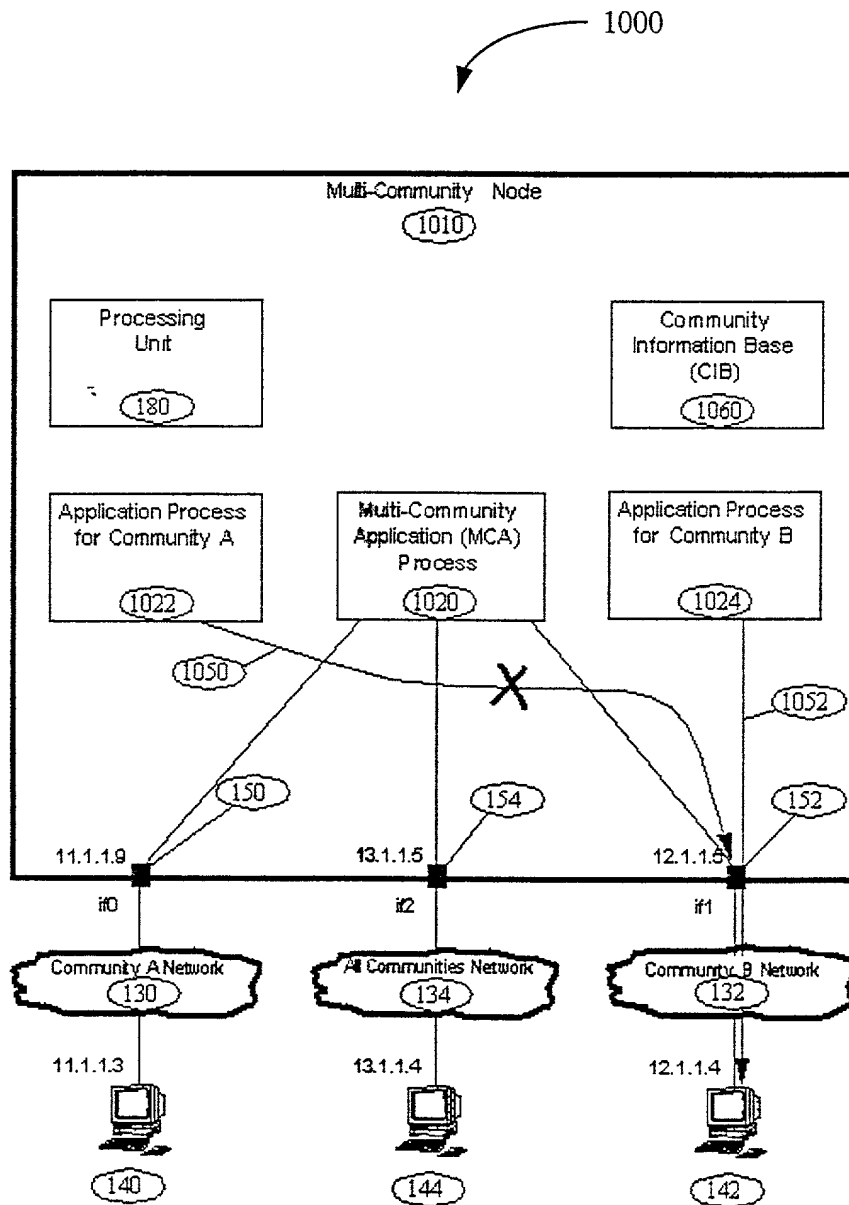 1000
Multi-Community Node
1010
Processing
Unit
180
Community
Information Base
(CIB)
1060
Application Process
for Community A
1022
Multi-Community
Application (MCA)
Process
1020
Application Process
for Community B
1024
1050
1052
150
154
152
11.1.1.9
13.1.1.5
12.1.1.5
if0
if2
if1
Community A Network
130
All Communities Network
134
Community B Network
132
11.1.1.3
13.1.1.4
12.1.1.4
140
144
142